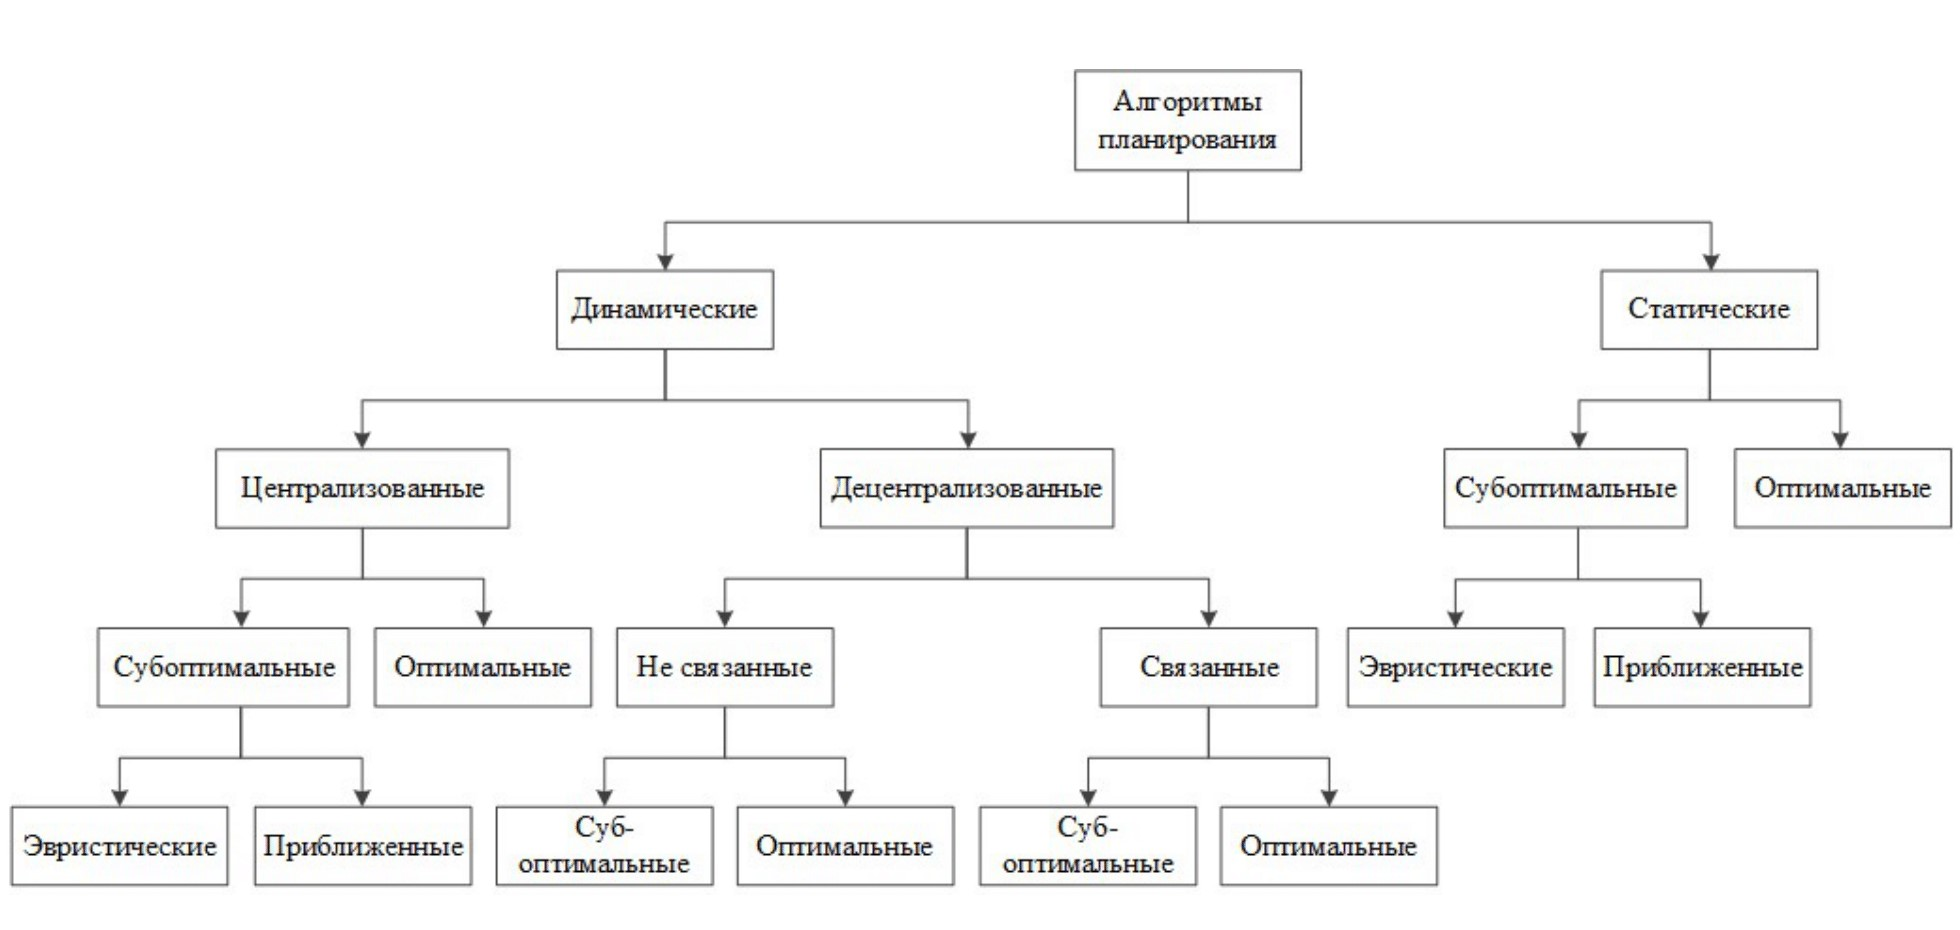 Алгоритмы
планирования
Динамические
Статические
Централизованные
Децентрализованные
Субоптимальные
Оптимальные
Субоптимальные
Оптимальные
Не связанные
Связанные
Эвристические
Приближенные
Эвристические
Приближенные
Суб-
оптимальные
Оптимальные
Суб-
оптимальные
Оптимальные